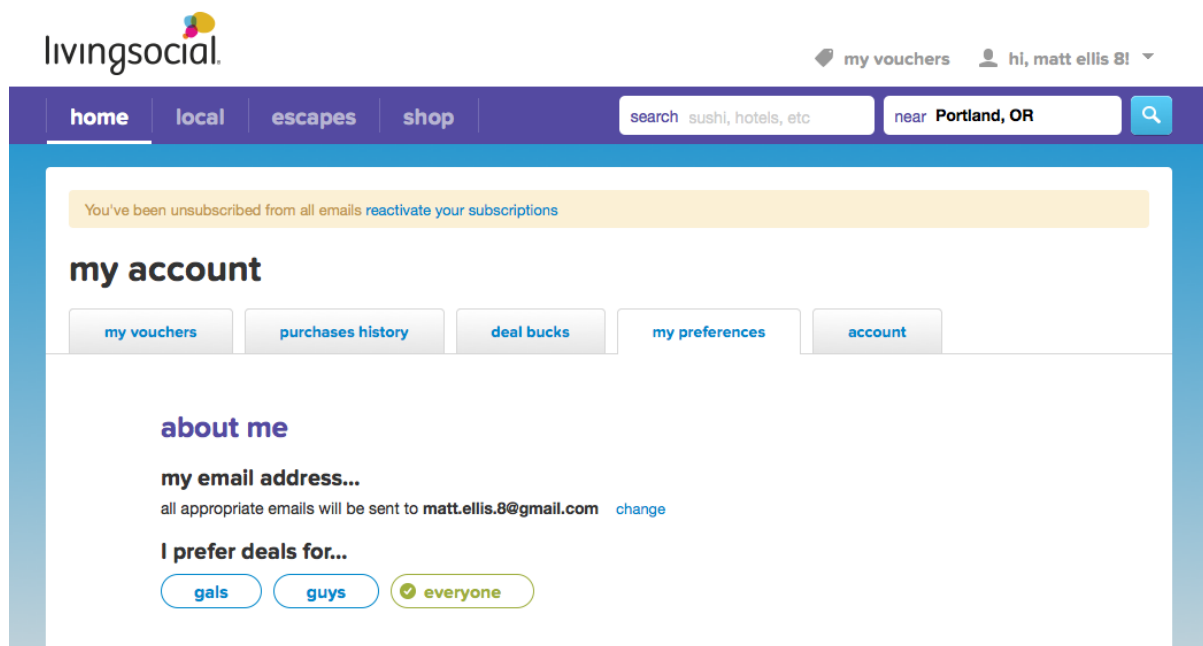 livingsocial.
my vouchers hi, matt ellis 8!
home local escapes shop search sushi, hotels, etc near Portland, OR
You've been unsubscribed from all emails reactivate your subscriptions
my account
my vouchers purchases history deal bucks my preferences account
about me
my email address...
all appropriate emails will be sent to matt.ellis.8@gmail.com change
I prefer deals for...
gals guys everyone